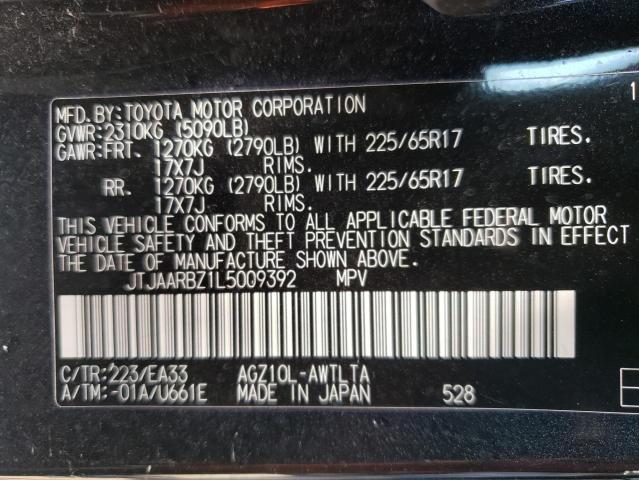 MFD.BY:TOYOTA MOTOR CORPORATION 1
GVWR:2310KG (5090LB)
GAWR:FRT. 1270KG (2790LB) WITH 225/65R17 TIRES.
17X7J RIMS.
RR. 1270KG (2790LB) WITH 225/65R17 TIRES.
17X7J RIMS.
THIS VEHICLE CONFORMS TO ALL APPLICABLE FEDERAL MOTOR
VEHICLE SAFETY AND THEFT PREVENTION STANDARDS IN EFFECT
THE DATE OF MANUFACTURE SHOWN ABOVE.
JTJAARBZ1L5009392 MPV
C/TR:223/EA33 AGZ10L-AWTLTA
A/TM:-01A/U661E MADE IN JAPAN 528